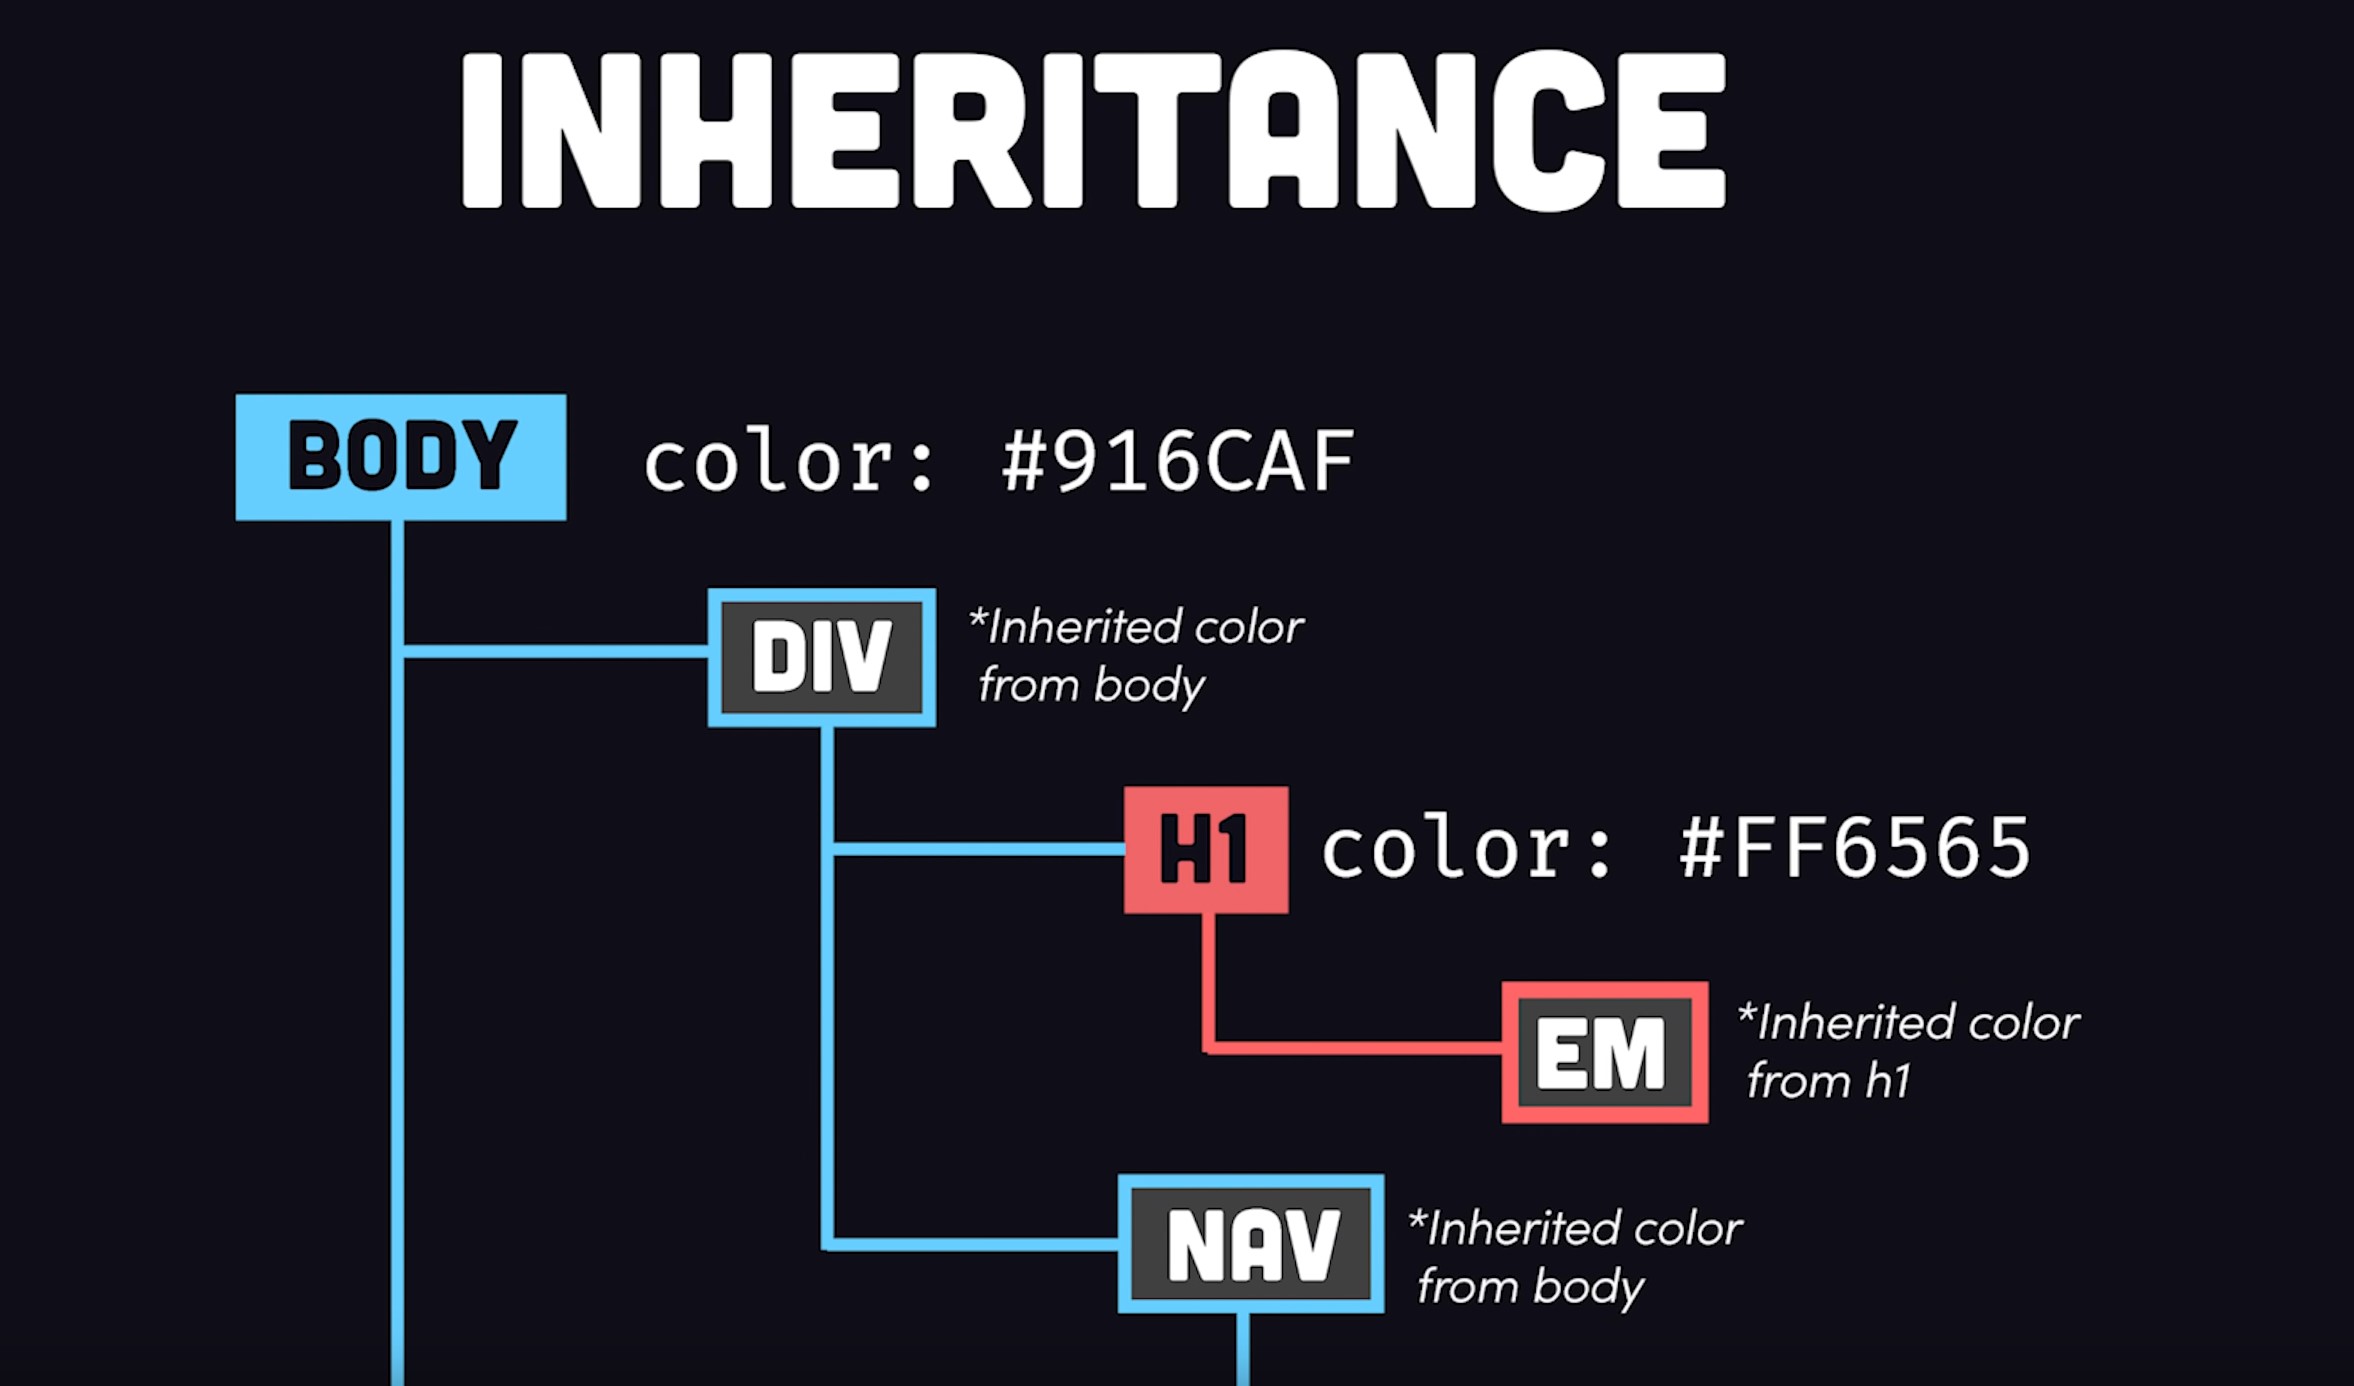 INHERITANCE
BODY color: #916CAF
DIV *Inherited color
from body
H1 color: #FF6565
EM *Inherited color
from h1
NAV *Inherited color
from body